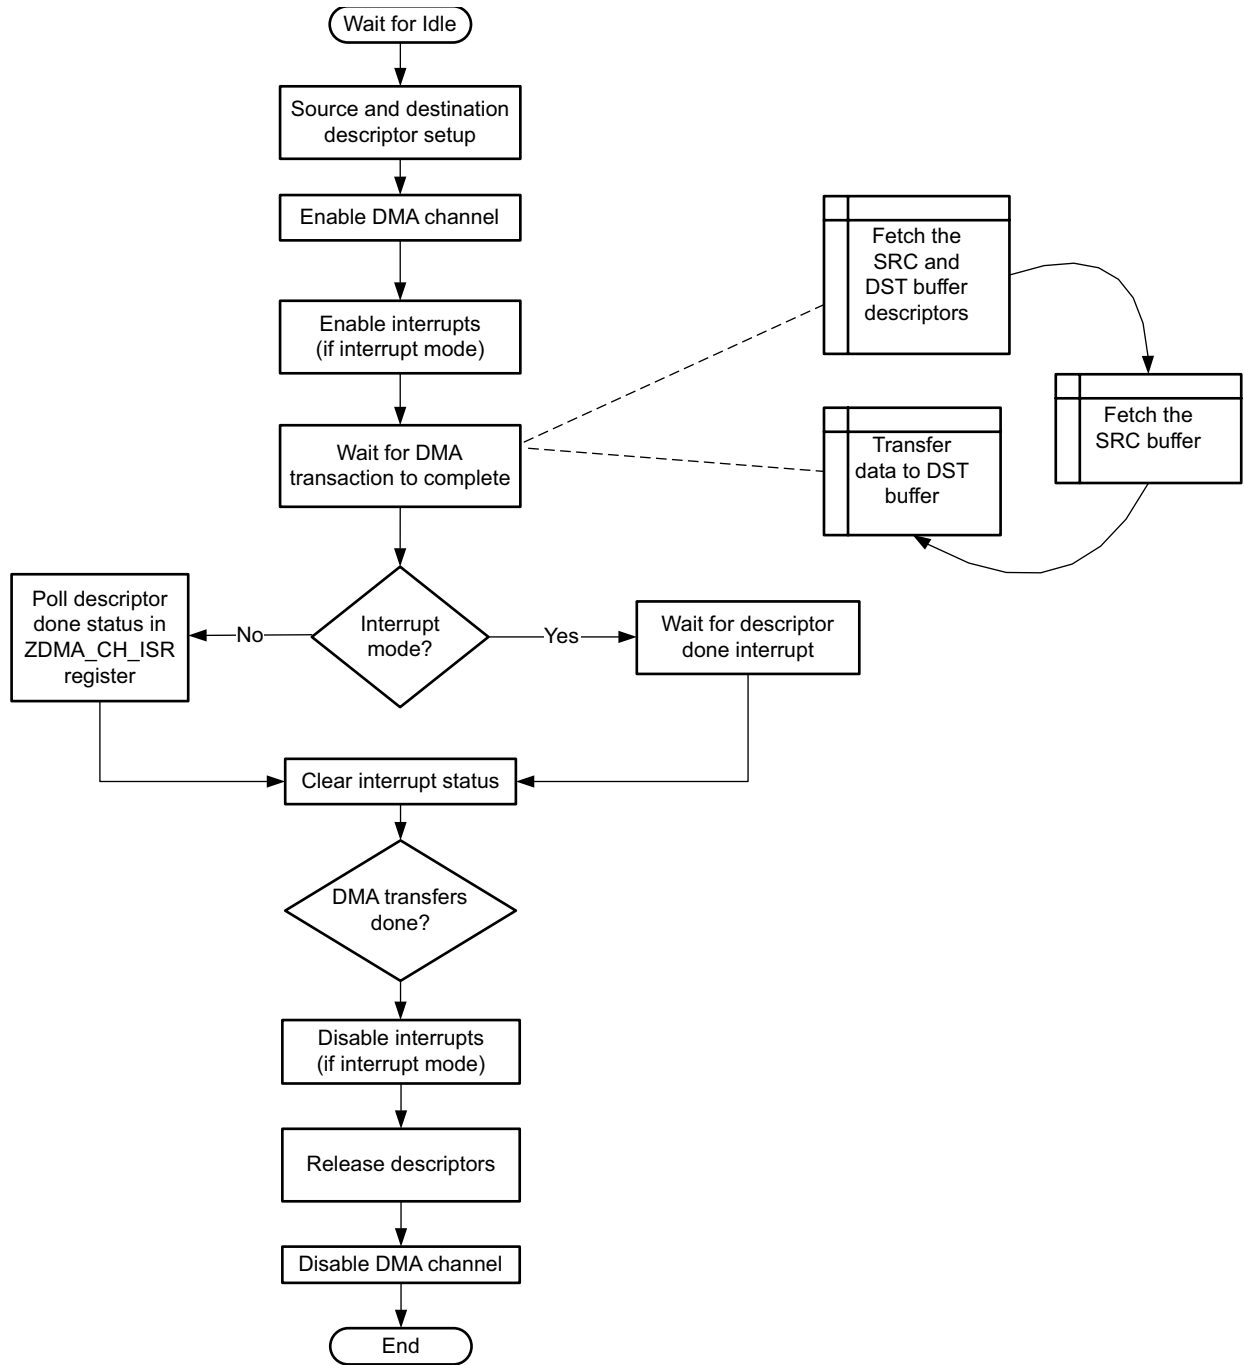 Wait for Idle
Source and destination
descriptor setup
Enable DMA channel
Enable interrupts
(if interrupt mode)
Wait for DMA
transaction to complete
Fetch the
SRC and
DST buffer
descriptors
Fetch the
SRC buffer
Transfer
data to DST
buffer
Interrupt
mode?
No
Yes
Poll descriptor
done status in
ZDMA_CH_ISR
register
Wait for descriptor
done interrupt
Clear interrupt status
DMA transfers
done?
Disable interrupts
(if interrupt mode)
Release descriptors
Disable DMA channel
End